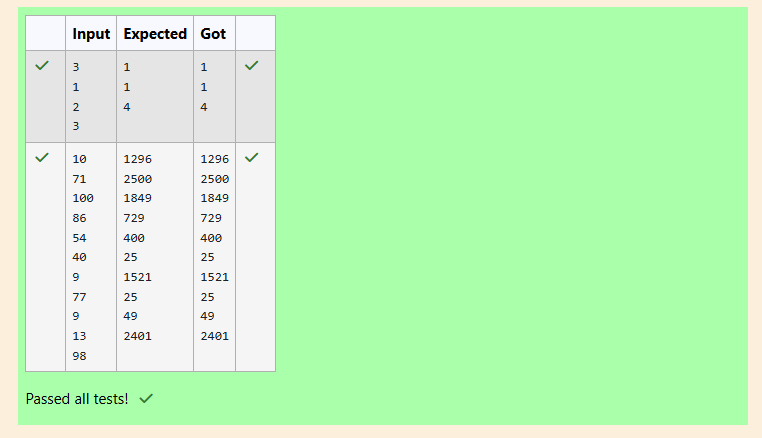 Input Expected Got
3 1 1
1 1 1
2 4 4
3
10 1296 1296
71 2500 2500
100 1849 1849
86 729 729
54 400 400
40 25 25
9 1521 1521
77 25 25
9 49 49
13 2401 2401
98
Passed all tests!